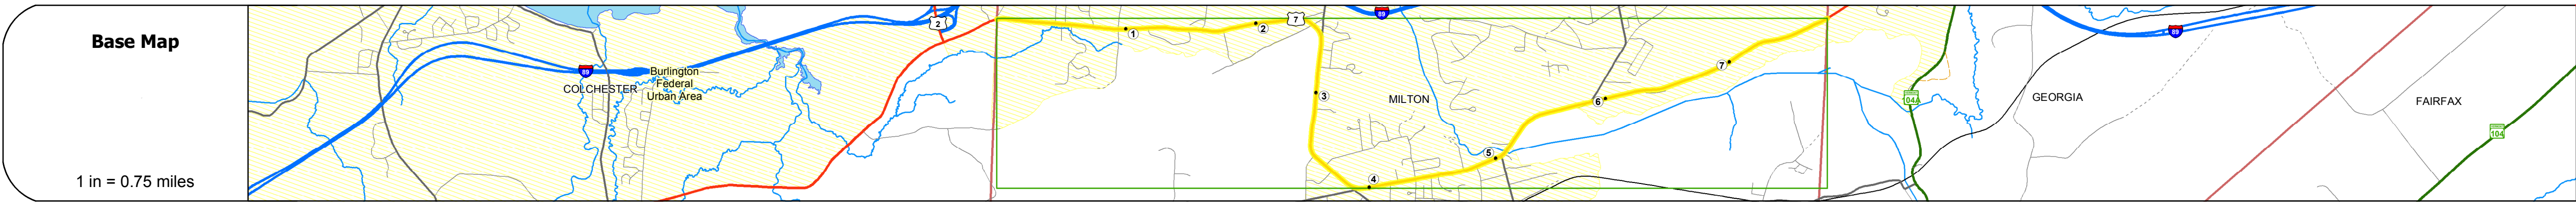 Base Map
1 in = 0.75 miles
89
COLCHESTER
Burlington
Federal
Urban Area
2
1
2
7
3
4
89
MILTON
5
6
7
104A
GEORGIA
89
FAIRFAX
104